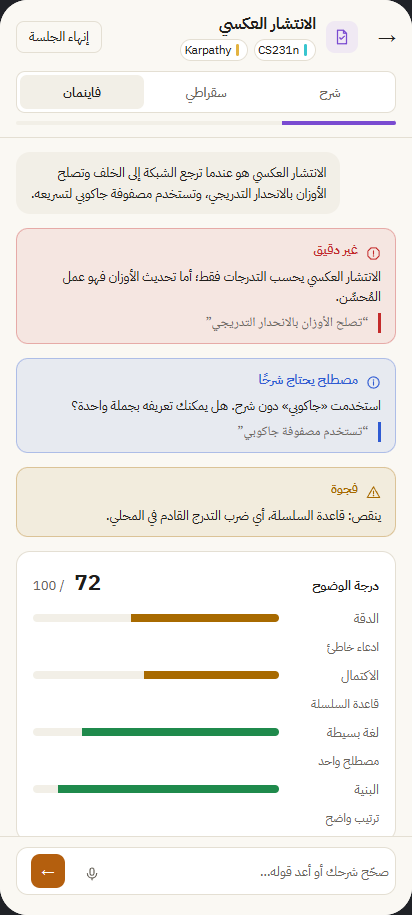 الانتشار العكسي
CS231n
Karpathy
إنهاء الجلسة
شرح
سقراطي
فاينمان
الانتشار العكسي هو عندما ترجع الشبكة إلى الخلف وتصلح
الأوزان بالانحدار التدريجي، وتستخدم مصفوفة جاكوبي لتسريعه.
غير دقيق
الانتشار العكسي يحسب التدرجات فقط؛ أما تحديث الأوزان فهو عمل
المُحسّن.
“تصلح الأوزان بالانحدار التدريجي”
مصطلح يحتاج شرحًا
استخدمت «جاكوبي» دون شرح. هل يمكنك تعريفه بجملة واحدة؟
“تستخدم مصفوفة جاكوبي”
فجوة
ينقص: قاعدة السلسلة، أي ضرب التدرج القادم في المحلي.
درجة الوضوح
72 / 100
الدقة
ادعاء خاطئ
الاكتمال
قاعدة السلسلة
لغة بسيطة
مصطلح واحد
البنية
ترتيب واضح
صحّح شرحك أو أعد قوله...